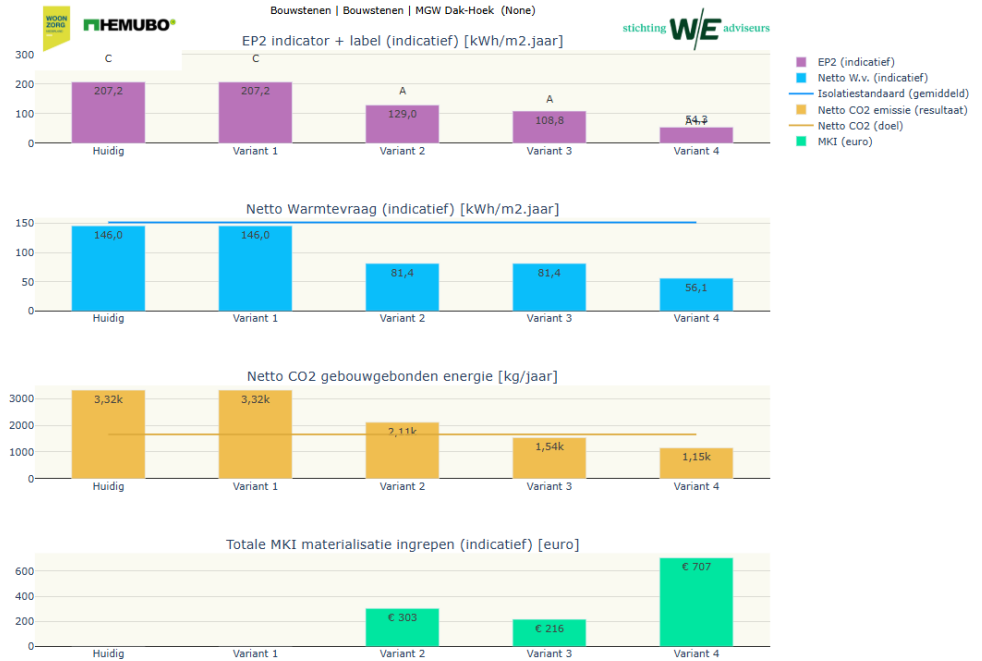 Bouwstenen | Bouwstenen | MGW Dak-Hoek (None)
WOON
ZORG
HEMUBO
stichting W/E adviseurs
EP2 indicator + label (indicatief) [kWh/m2.jaar]
300
200
100
0
C
C
A
A
207,2
207,2
129,0
108,8
54,3
Huidig
Variant 1
Variant 2
Variant 3
Variant 4
EP2 (indicatief)
Netto W.v. (indicatief)
Isolatiestandaard (gemiddeld)
Netto CO2 emissie (resultaat)
Netto CO2 (doel)
MKI (euro)
Netto Warmtevraag (indicatief) [kWh/m2.jaar]
150
100
50
0
146,0
146,0
81,4
81,4
56,1
Huidig
Variant 1
Variant 2
Variant 3
Variant 4
Netto CO2 gebouwgebonden energie [kg/jaar]
3000
2000
1000
0
3,32k
3,32k
2,11k
1,54k
1,15k
Huidig
Variant 1
Variant 2
Variant 3
Variant 4
Totale MKI materialisatie ingrepen (indicatief) [euro]
600
400
200
0
€ 303
€ 216
€ 707
Huidig
Variant 1
Variant 2
Variant 3
Variant 4